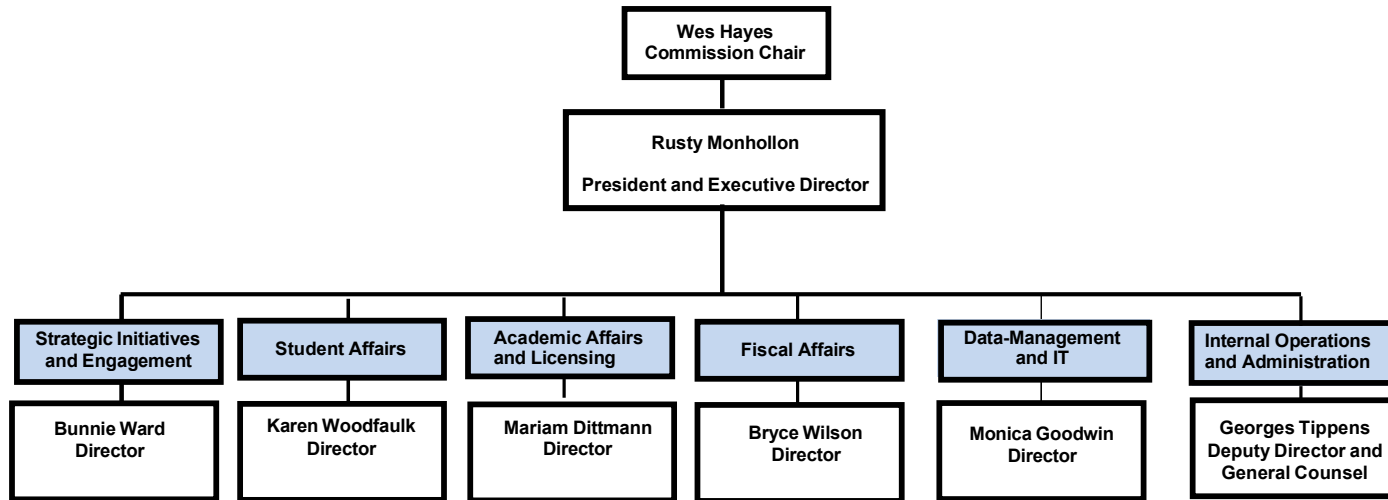 Wes Hayes
Commission Chair
Rusty Monhollon
President and Executive Director
Strategic Initiatives
and Engagement
Student Affairs
Academic Affairs
and Licensing
Fiscal Affairs
Data-Management
and IT
Internal Operations
and Administration
Bunnie Ward
Director
Karen Woodfaulk
Director
Mariam Dittmann
Director
Bryce Wilson
Director
Monica Goodwin
Director
Georges Tippens
Deputy Director and
General Counsel